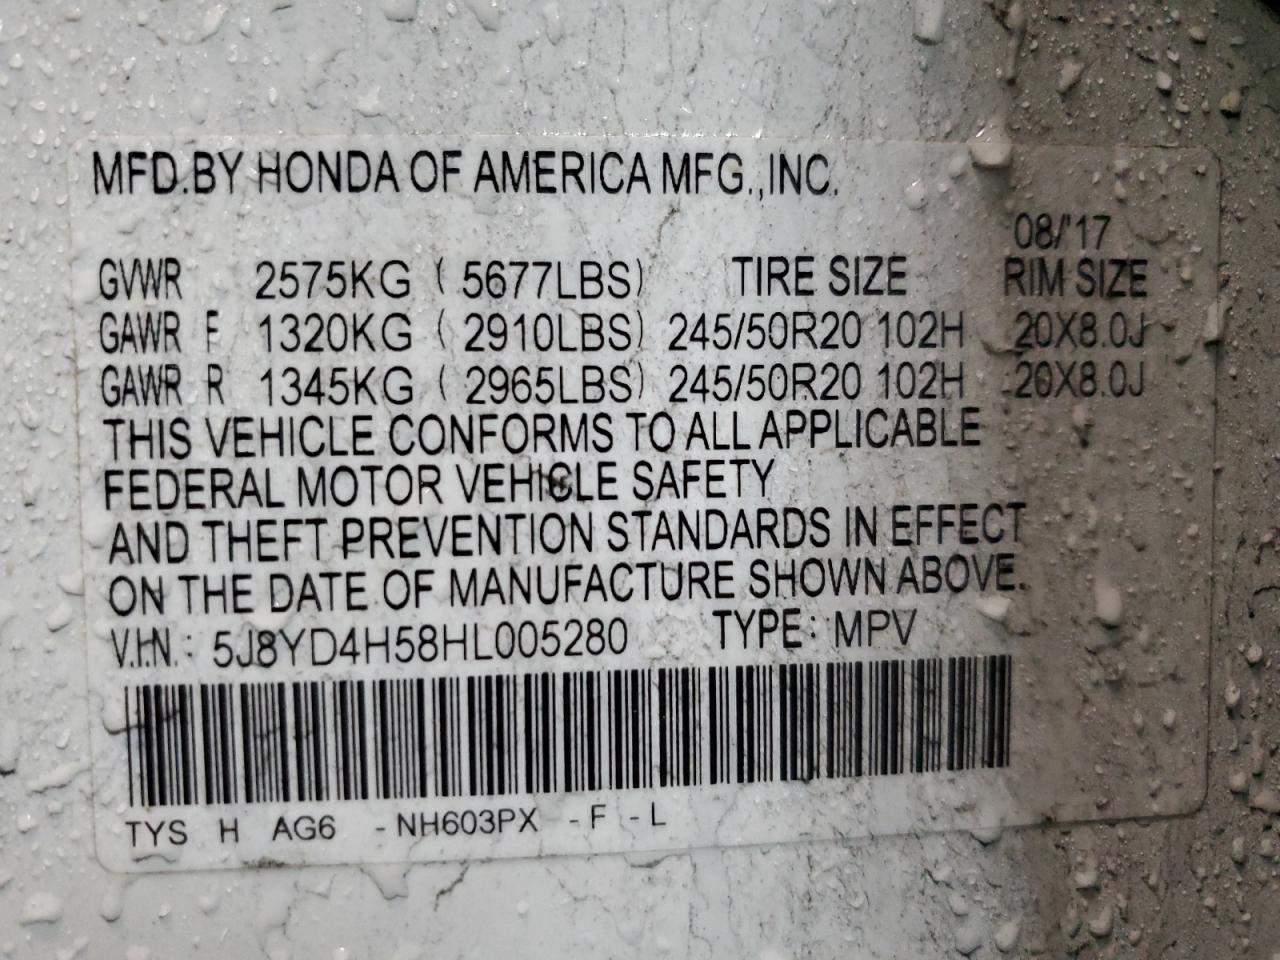 MFD.BY HONDA OF AMERICA MFG.,INC.
08/'17
GVWR 2575KG ( 5677LBS) TIRE SIZE RIM SIZE
GAWR F 1320KG ( 2910LBS) 245/50R20 102H 20X8.0J
GAWR R 1345KG ( 2965LBS) 245/50R20 102H 20X8.0J
THIS VEHICLE CONFORMS TO ALL APPLICABLE
FEDERAL MOTOR VEHICLE SAFETY
AND THEFT PREVENTION STANDARDS IN EFFECT
ON THE DATE OF MANUFACTURE SHOWN ABOVE.
V.I.N. : 5J8YD4H58HL005280 TYPE : MPV
TYS H AG6 -NH603PX -F -L